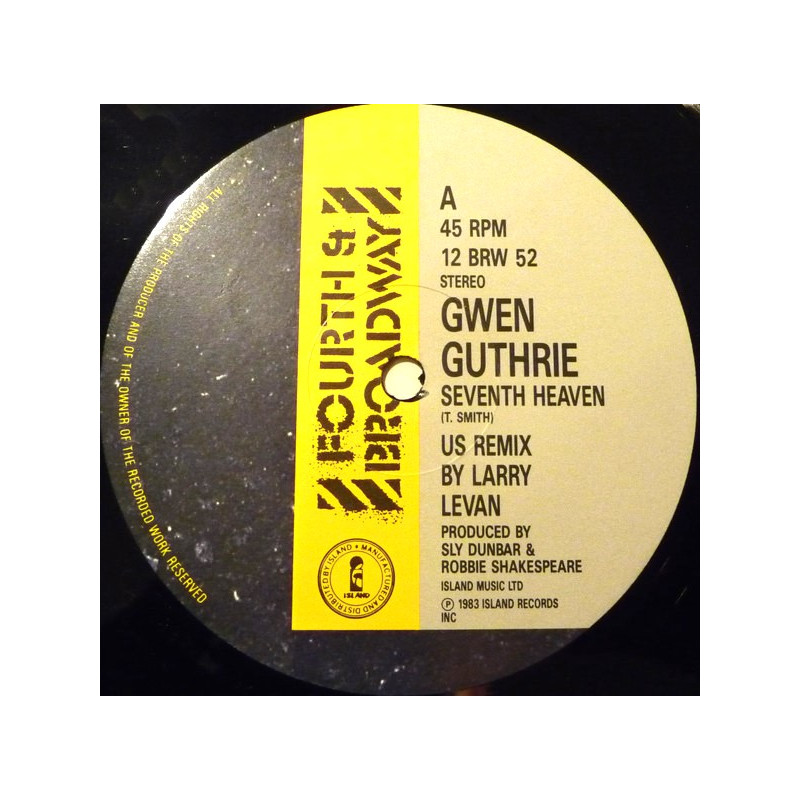 A
45 RPM
12 BRW 52
STEREO
GWEN
GUTHRIE
SEVENTH HEAVEN
(T. SMITH)
US REMIX
BY LARRY
LEVAN
PRODUCED BY
SLY DUNBAR &
ROBBIE SHAKESPEARE
ISLAND MUSIC LTD
℗ 1983 ISLAND RECORDS
INC
FOURTH &
BROADWAY
MANUFACTURED AND DISTRIBUTED BY ISLAND •
ISLAND
ALL RIGHTS OF THE PRODUCER AND OF THE OWNER OF THE RECORDED WORK RESERVED